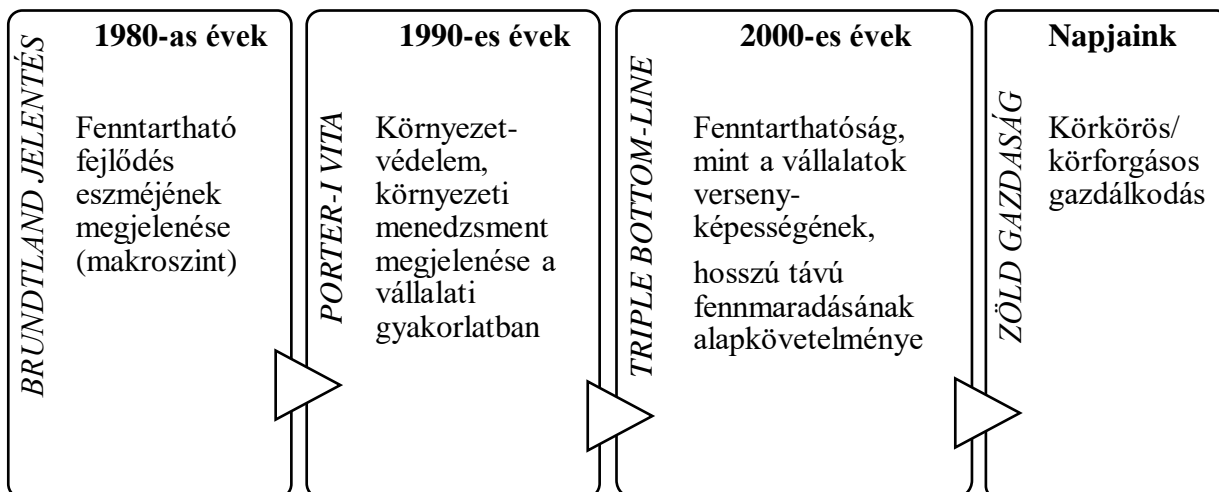 1980-as évek
BRUNDTLAND JELENTÉS
Fenntartható
fejlődés
eszméjének
megjelenése
(makroszint)
1990-es évek
PORTER-I VITA
Környezet-
védelem,
környezeti
menedzsment
megjelenése a
vállalati
gyakorlatban
2000-es évek
TRIPLE BOTTOM-LINE
Fenntarthatóság,
mint a vállalatok
verseny-
képességének,
hosszú távú
fennmaradásának
alapkövetelménye
Napjaink
ZÖLD GAZDASÁG
Körkörös/
körforgásos
gazdálkodás